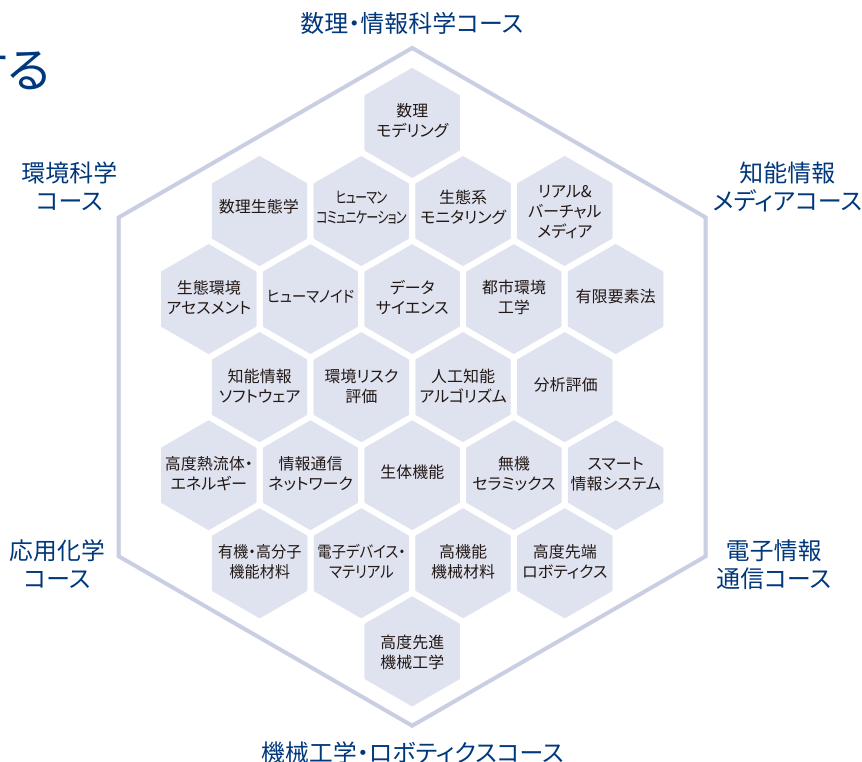 数理・情報科学コース
する
環境科学
コース
知能情報
メディアコース
数理
モデリング
数理生態学
ヒューマン
コミュニケーション
生態系
モニタリング
リアル&
バーチャル
メディア
生態環境
アセスメント
ヒューマノイド
データ
サイエンス
都市環境
工学
有限要素法
知能情報
ソフトウェア
環境リスク
評価
人工知能
アルゴリズム
分析評価
高度熱流体・
エネルギー
情報通信
ネットワーク
生体機能
無機
セラミックス
スマート
情報システム
有機・高分子
機能材料
電子デバイス・
マテリアル
高機能
機械材料
高度先端
ロボティクス
高度先進
機械工学
応用化学
コース
電子情報
通信コース
機械工学・ロボティクスコース